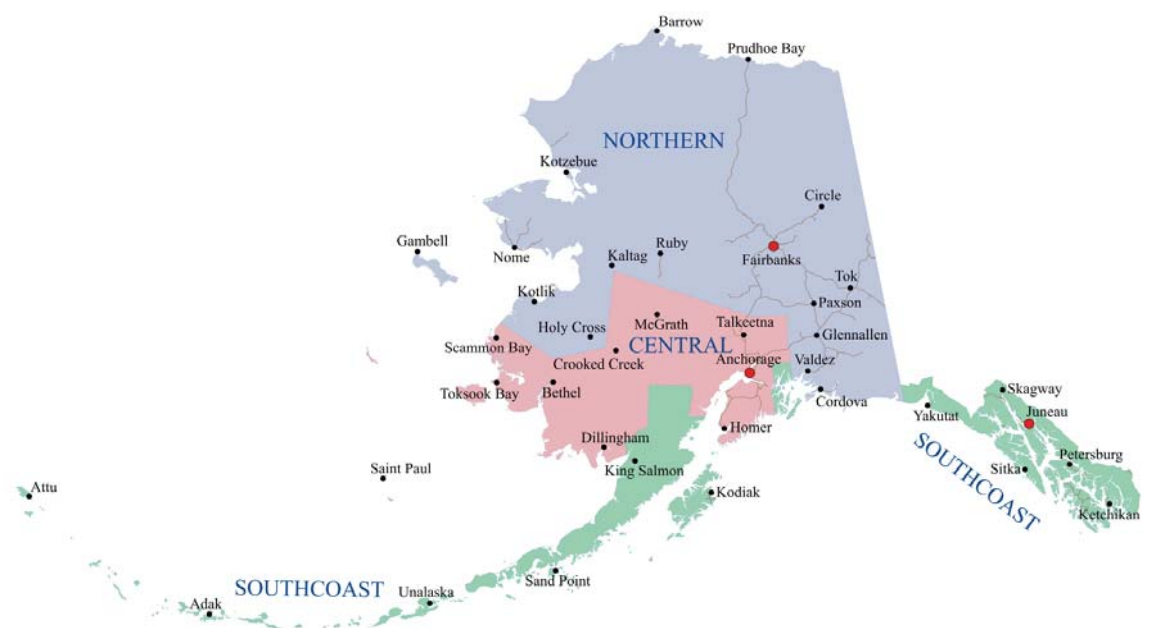 Barrow
Prudhoe Bay
NORTHERN
Kotzebue
Circle
Gambell
Nome
Ruby
Kaltag
Fairbanks
Tok
Kotlik
Paxson
Holy Cross
McGrath
Talkeetna
Glennallen
Scammon Bay
CENTRAL
Crooked Creek
Anchorage
Valdez
Toksook Bay
Bethel
Cordova
Skagway
Yakutat
Juneau
Homer
Dillingham
King Salmon
Saint Paul
Petersburg
Sitka
SOUTHCOAST
Attu
Kodiak
Ketchikan
Sand Point
SOUTHCOAST
Unalaska
Adak